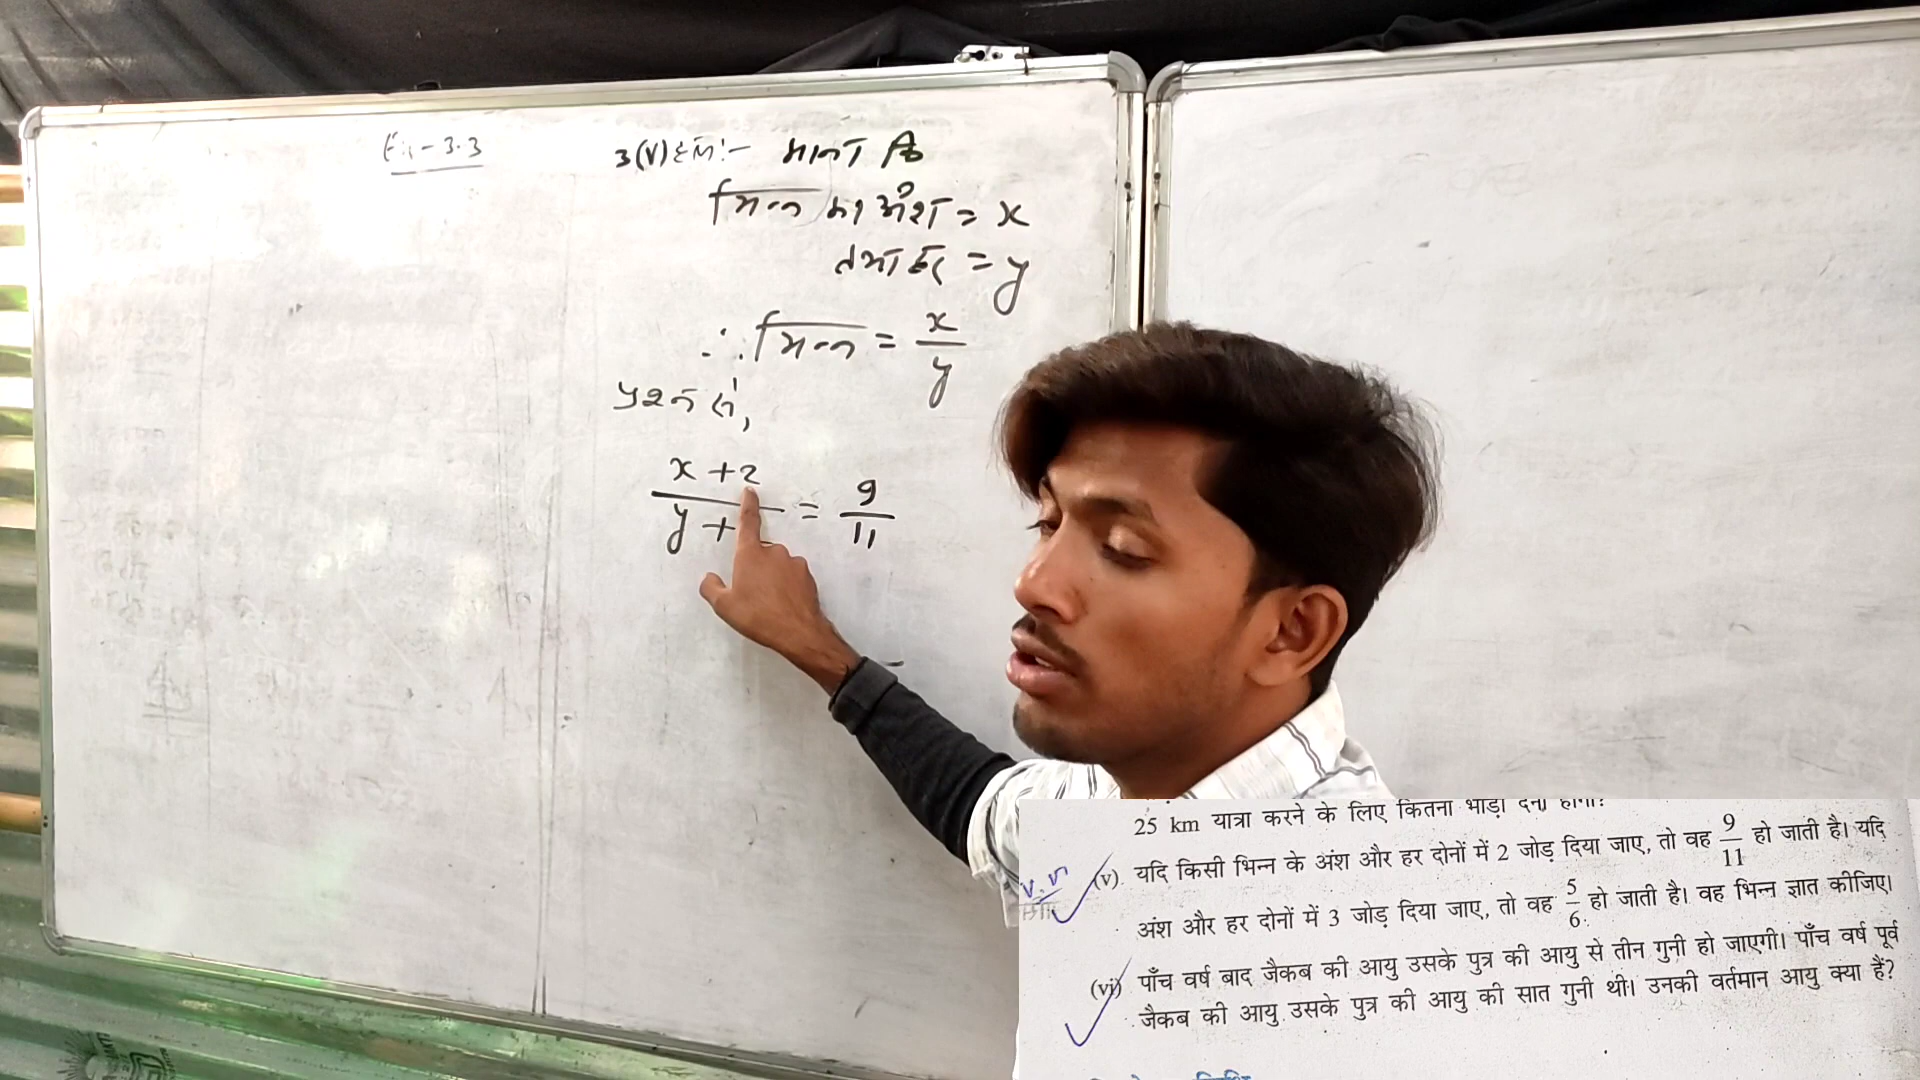 Ex - 3.3
3(V) हल:- माना कि
भिन्न का अंश = x
तथा हर = y
∴ भिन्न = x/y
प्रश्न से,
x + 2 / y + = 9/11
25 km यात्रा करने के लिए कितना भाड़ा देना होगा?
(v). यदि किसी भिन्न के अंश और हर दोनों में 2 जोड़ दिया जाए, तो वह 9/11 हो जाती है। यदि
अंश और हर दोनों में 3 जोड़ दिया जाए, तो वह 5/6 हो जाती है। वह भिन्न ज्ञात कीजिए।
(vi) पाँच वर्ष बाद जैकब की आयु उसके पुत्र की आयु से तीन गुनी हो जाएगी। पाँच वर्ष पूर्व
जैकब की आयु उसके पुत्र की आयु की सात गुनी थी। उनकी वर्तमान आयु क्या हैं?